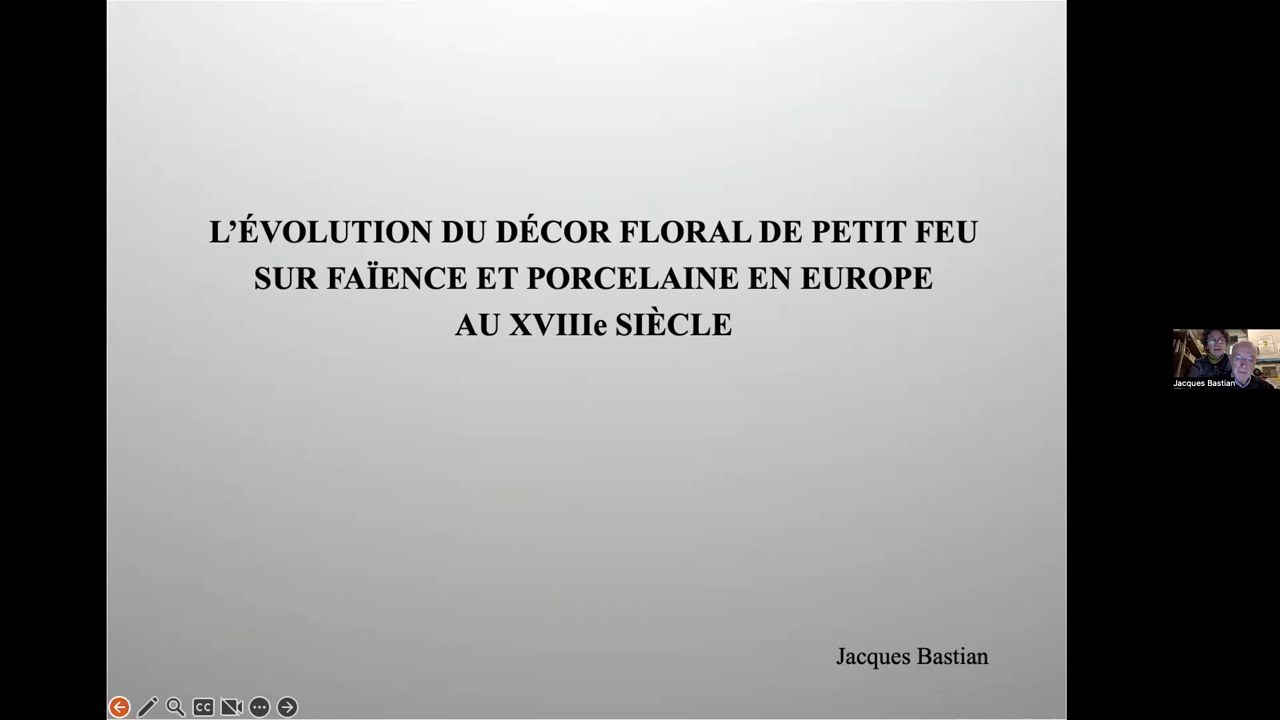 L’ÉVOLUTION DU DÉCOR FLORAL DE PETIT FEU
SUR FAÏENCE ET PORCELAINE EN EUROPE
AU XVIIIe SIÈCLE
Jacques Bastian
Jacques Bastian
CC